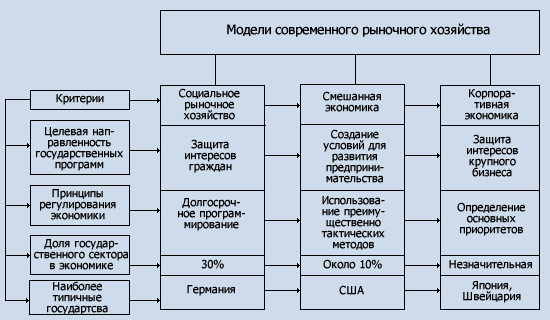 Модели современного рыночного хозяйства
Критерии
Социальное
рыночное
хозяйство
Смешанная
экономика
Корпора-
тивная
экономика
Целевая нап-
равленность
государственных
программ
Защита
интересов
граждан
Создание
условий для
развития
предприни-
мательства
Защита
интересов
крупного
бизнеса
Принципы
регулирования
экономики
Долгосроч-
ное програм-
мирование
Использова-
ние преиму-
щественно
тактических
методов
Определение
основных
приоритетов
Доля государ-
ственного сектора
в экономике
30%
Около 10%
Незначительная
Наиболее
типичные
государтсва
Германия
США
Япония,
Швейцария